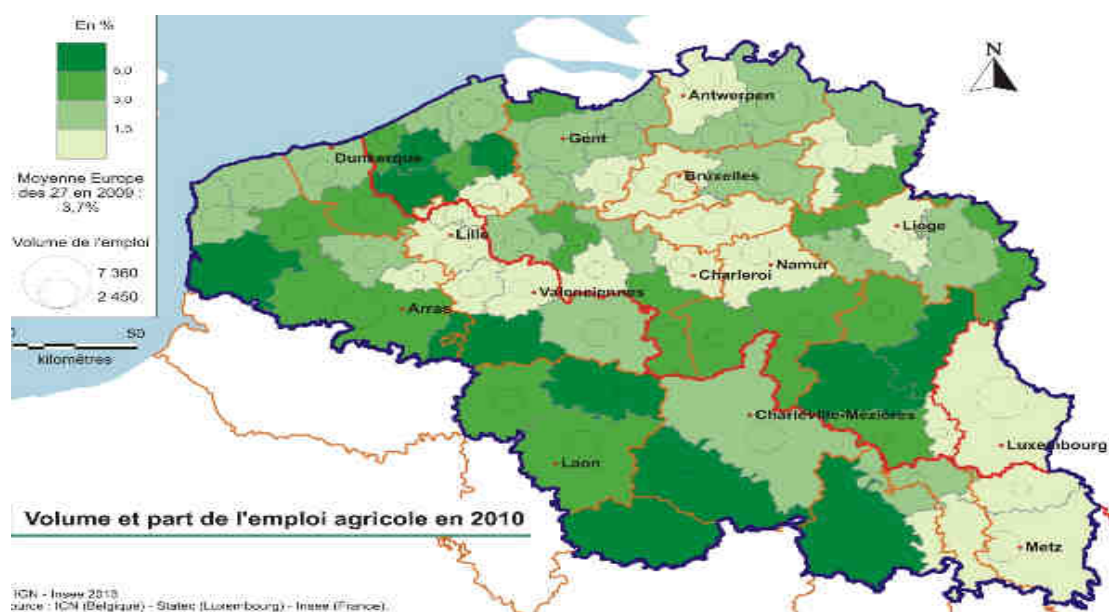 En %
5,0
3,0
1,5
Moyenne Europe
des 27 en 2009 :
3,7%
Volume de l'emploi
7 360
2 450
50
kilomètres
N
Antwerpen
Gent
Dunkerque
Bruxelles
Lille
Liège
Namur
Charleroi
Valenciennes
Arras
Charleville-Mézières
Luxembourg
Laon
Metz
Volume et part de l'emploi agricole en 2010
IGN - Insee 2013
ource : ICN (Belgique) - Statec (Luxembourg) - Insee (France).